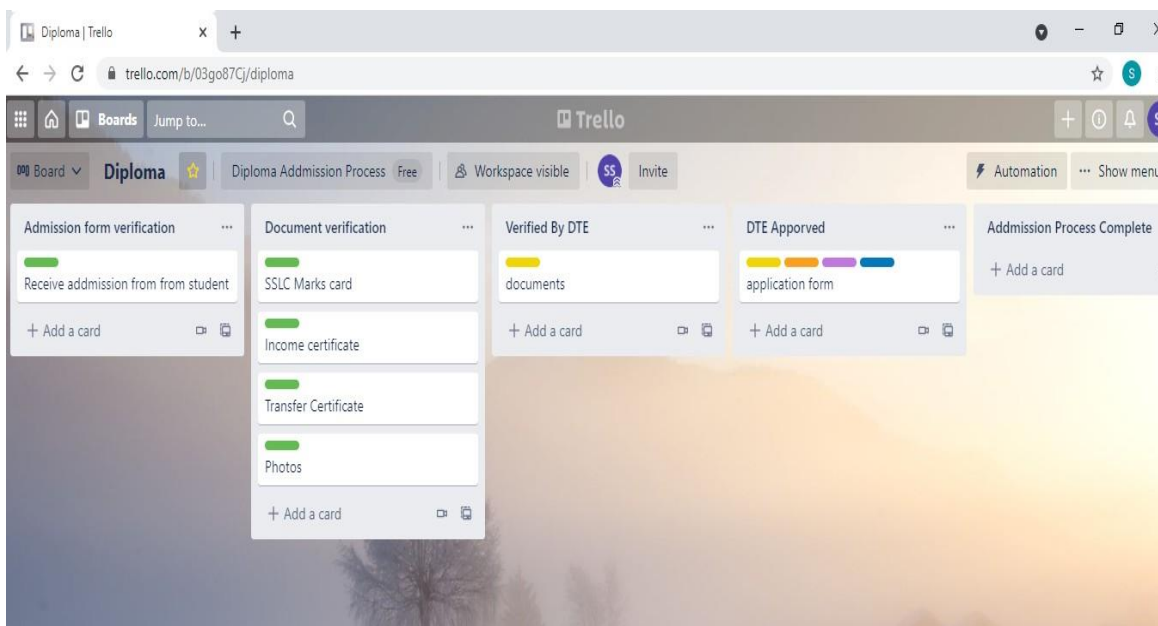 Diploma | Trello
trello.com/b/03go87Cj/diploma
S
Boards
Jump to...
Trello
Board
Diploma
Diploma Addmission Process Free
Workspace visible
SS
Invite
Automation
Show menu
Admission form verification
Receive addmission from from student
+ Add a card
Document verification
SSLC Marks card
Income certificate
Transfer Certificate
Photos
+ Add a card
Verified By DTE
documents
+ Add a card
DTE Apporved
application form
+ Add a card
Addmission Process Complete
+ Add a card